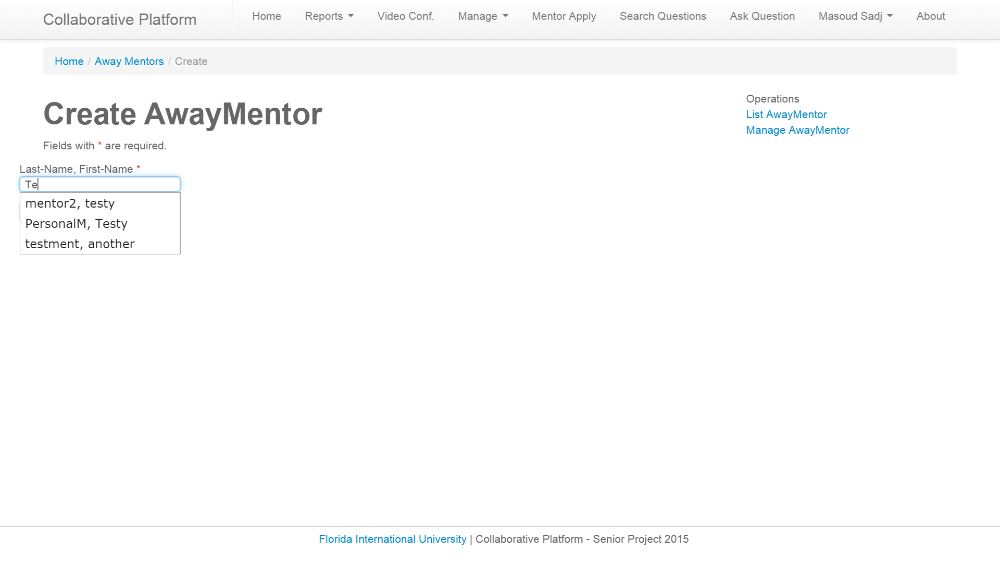 Collaborative Platform
Home Reports Video Conf. Manage Mentor Apply Search Questions Ask Question Masoud Sadj About
Home / Away Mentors / Create
Create AwayMentor
Fields with * are required.
Last-Name, First-Name *
Te
mentor2, testy
PersonalM, Testy
testment, another
Operations
List AwayMentor
Manage AwayMentor
Florida International University | Collaborative Platform - Senior Project 2015